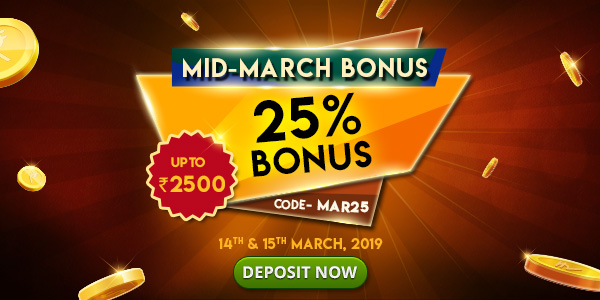 MID-MARCH BONUS
25%
BONUS
UP TO
₹2500
CODE- MAR25
14TH & 15TH MARCH, 2019
DEPOSIT NOW